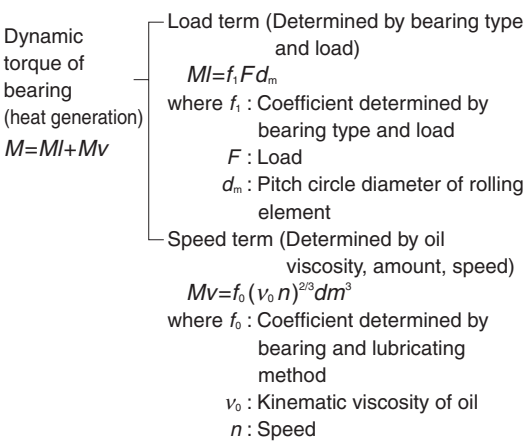 Dynamic
torque of
bearing
(heat generation)
M=Ml+Mv
Load term (Determined by bearing type
and load)
Ml=f₁Fdₘ
where f₁ : Coefficient determined by
bearing type and load
F : Load
dₘ : Pitch circle diameter of rolling
element
Speed term (Determined by oil
viscosity, amount, speed)
Mv=f₀(ν₀n)²ᐟ³dm³
where f₀ : Coefficient determined by
bearing and lubricating
method
ν₀ : Kinematic viscosity of oil
n : Speed